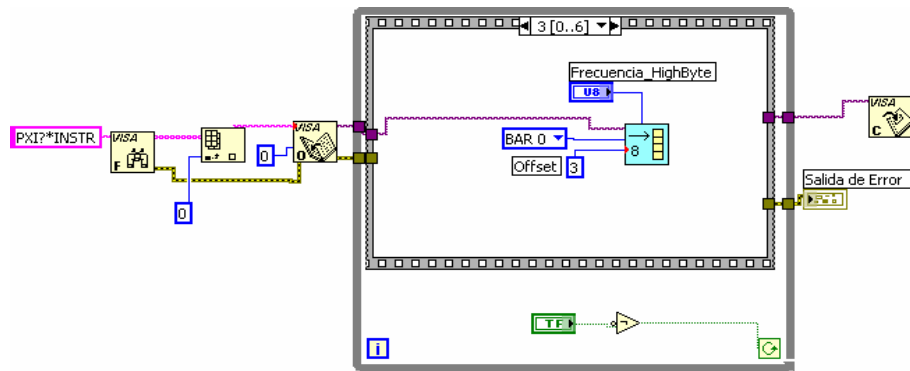 3 [0..6]
Frecuencia_HighByte
U8
PXI?*INSTR
VISA
F
0
0
VISA
O
BAR 0
8
Offset
3
VISA
C
Salida de Error
TF
i